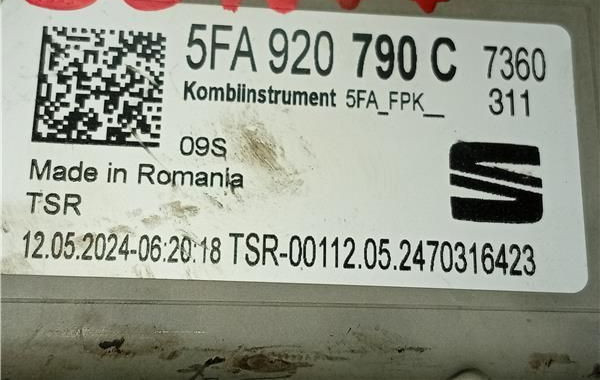 5FA 920 790 C 7360
Kombiinstrument 5FA_FPK__ 311
09S
Made in Romania
TSR
12.05.2024-06:20:18 TSR-00112.05.2470316423